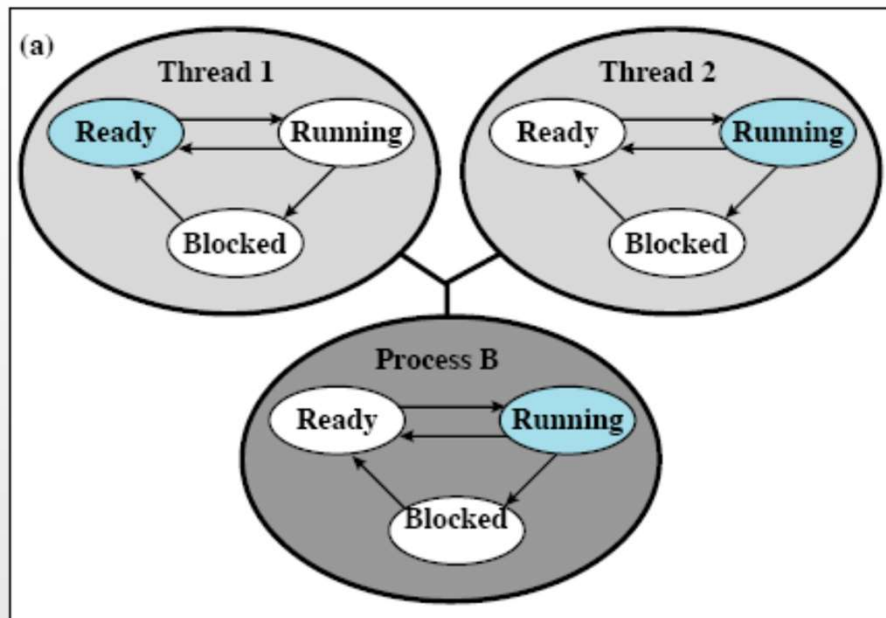 (a)
Thread 1
Ready
Running
Blocked
Thread 2
Ready
Running
Blocked
Process B
Ready
Running
Blocked